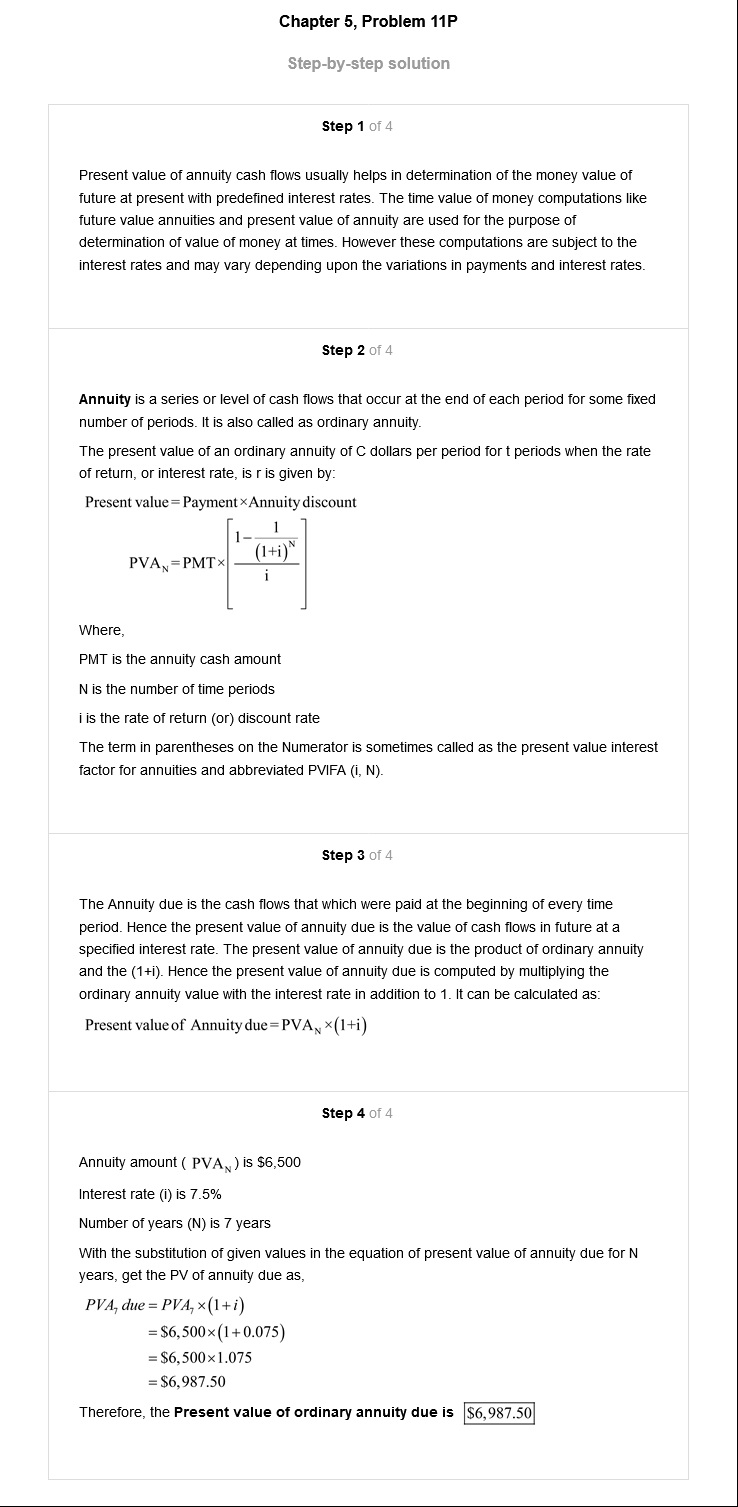 Chapter 5, Problem 11P
Step-by-step solution
Step 1 of 4
Present value of annuity cash flows usually helps in determination of the money value of
future at present with predefined interest rates. The time value of money computations like
future value annuities and present value of annuity are used for the purpose of
determination of value of money at times. However these computations are subject to the
interest rates and may vary depending upon the variations in payments and interest rates.
Step 2 of 4
Annuity is a series or level of cash flows that occur at the end of each period for some fixed
number of periods. It is also called as ordinary annuity.
The present value of an ordinary annuity of C dollars per period for t periods when the rate
of return, or interest rate, is r is given by:
Present value=Payment×Annuity discount
PVA_N=PMT×[(1-1/(1+i)^N)/i]
Where,
PMT is the annuity cash amount
N is the number of time periods
i is the rate of return (or) discount rate
The term in parentheses on the Numerator is sometimes called as the present value interest
factor for annuities and abbreviated PVIFA (i, N).
Step 3 of 4
The Annuity due is the cash flows that which were paid at the beginning of every time
period. Hence the present value of annuity due is the value of cash flows in future at a
specified interest rate. The present value of annuity due is the product of ordinary annuity
and the (1+i). Hence the present value of annuity due is computed by multiplying the
ordinary annuity value with the interest rate in addition to 1. It can be calculated as:
Present value of Annuity due=PVA_N×(1+i)
Step 4 of 4
Annuity amount ( PVA_N ) is $6,500
Interest rate (i) is 7.5%
Number of years (N) is 7 years
With the substitution of given values in the equation of present value of annuity due for N
years, get the PV of annuity due as,
PVA_7 due = PVA_7 ×(1+i)
= $6,500×(1+0.075)
= $6,500×1.075
= $6,987.50
Therefore, the Present value of ordinary annuity due is $6,987.50